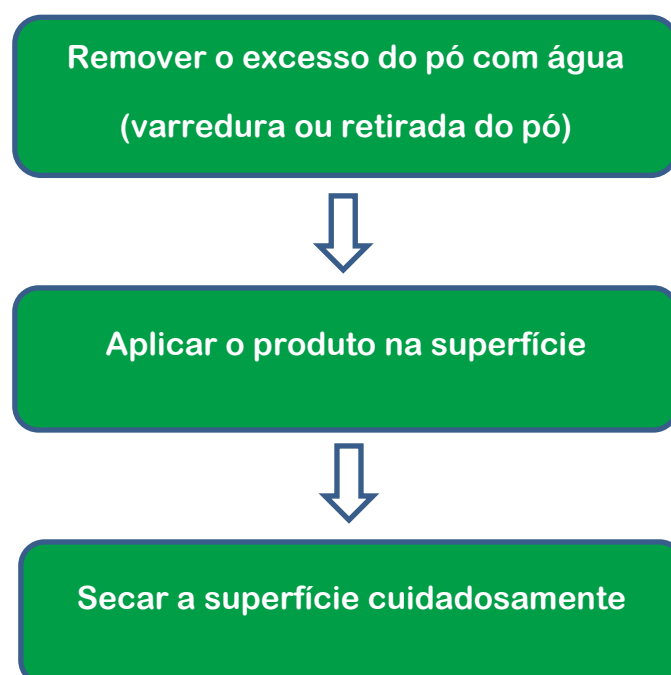 Remover o excesso do pó com água
(varredura ou retirada do pó)
Aplicar o produto na superfície
Secar a superfície cuidadosamente